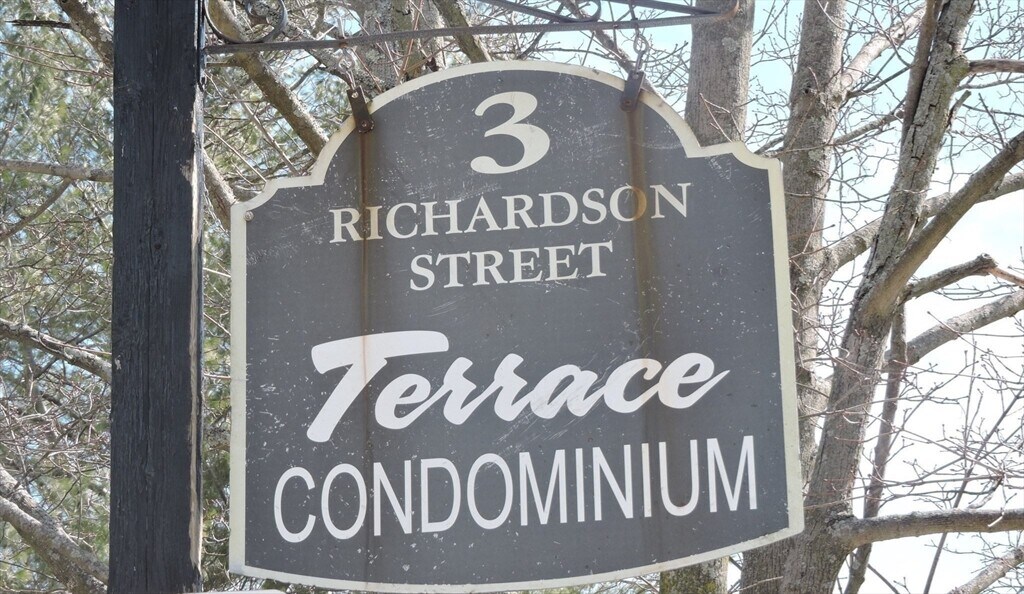 3
RICHARDSON
STREET
Terrace
CONDOMINIUM